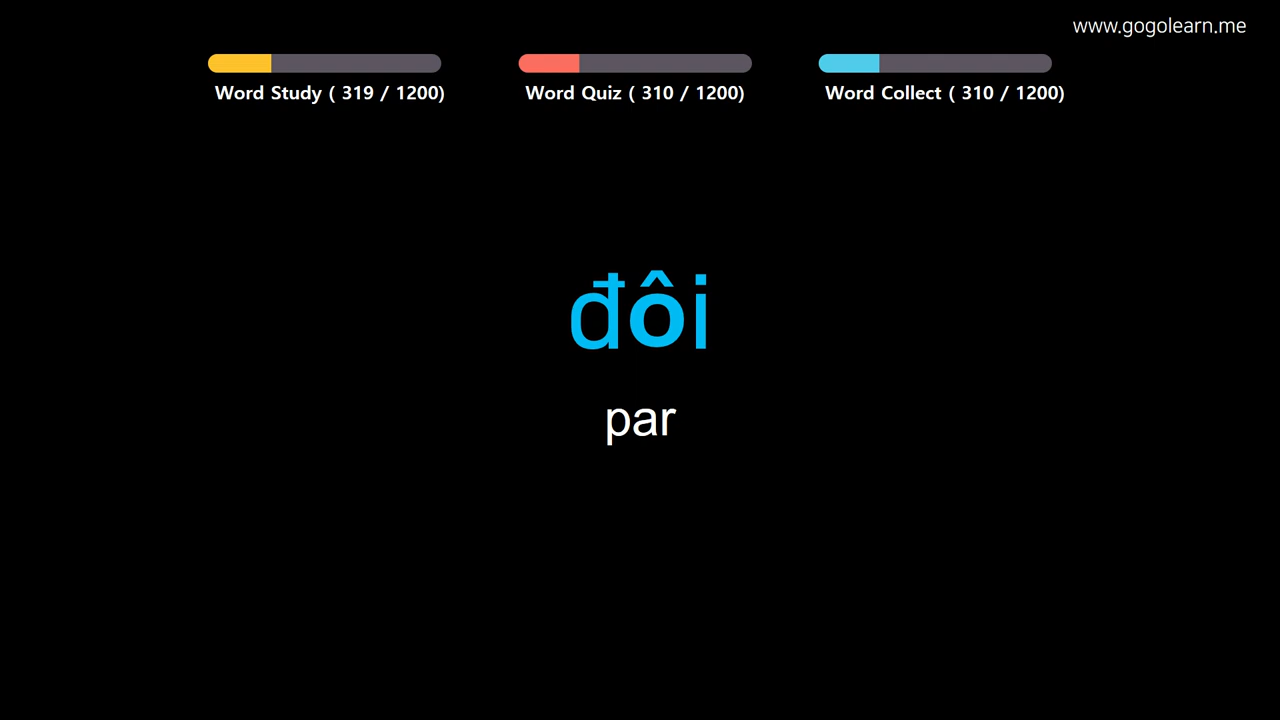 www.gogolearn.me
Word Study ( 319 / 1200)
Word Quiz ( 310 / 1200)
Word Collect ( 310 / 1200)
đôi
par